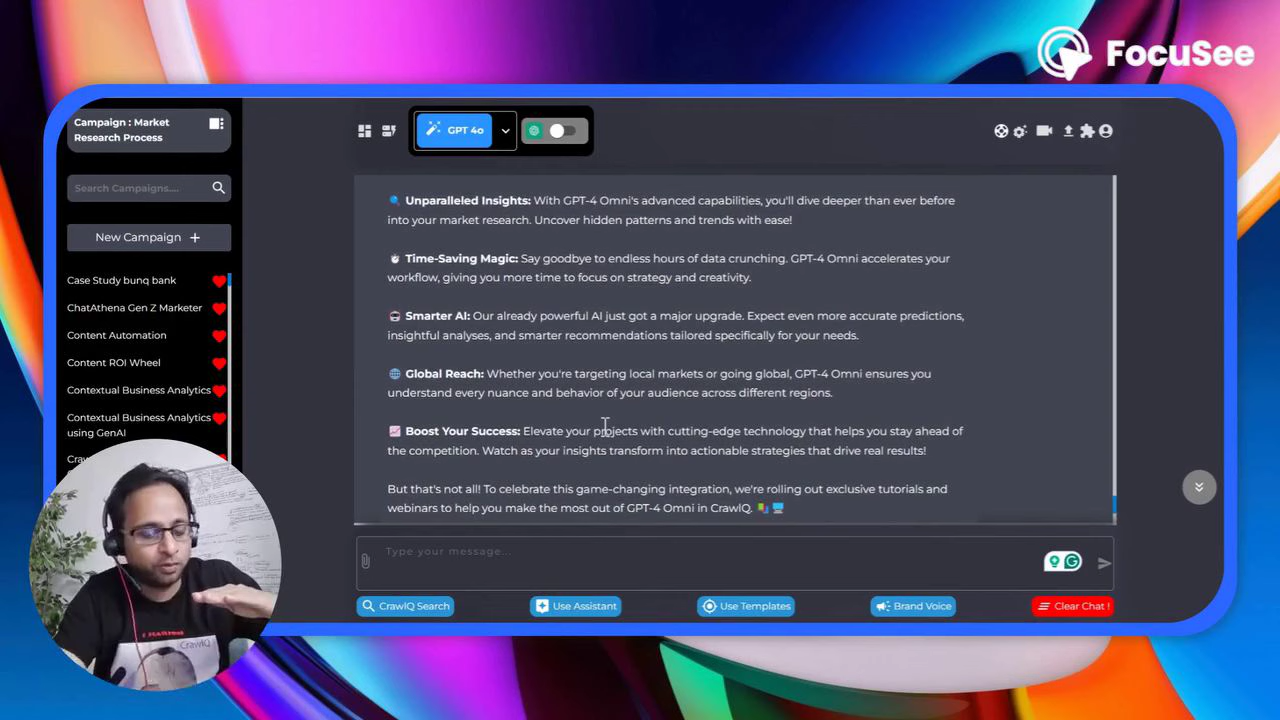 FocuSee
Campaign : Market
Research Process
GPT 4o
Search Campaigns....
New Campaign +
Case Study bunq bank
ChatAthena Gen Z Marketer
Content Automation
Content ROI Wheel
Contextual Business Analytics
Contextual Business Analytics
using GenAI
Unparalleled Insights: With GPT-4 Omni's advanced capabilities, you'll dive deeper than ever before
into your market research. Uncover hidden patterns and trends with ease!
Time-Saving Magic: Say goodbye to endless hours of data crunching. GPT-4 Omni accelerates your
workflow, giving you more time to focus on strategy and creativity.
Smarter AI: Our already powerful AI just got a major upgrade. Expect even more accurate predictions,
insightful analyses, and smarter recommendations tailored specifically for your needs.
Global Reach: Whether you're targeting local markets or going global, GPT-4 Omni ensures you
understand every nuance and behavior of your audience across different regions.
Boost Your Success: Elevate your projects with cutting-edge technology that helps you stay ahead of
the competition. Watch as your insights transform into actionable strategies that drive real results!
But that's not all! To celebrate this game-changing integration, we're rolling out exclusive tutorials and
webinars to help you make the most out of GPT-4 Omni in CrawlQ.
Type your message...
CrawlQ Search
Use Assistant
Use Templates
Brand Voice
Clear Chat !
CrawlQ